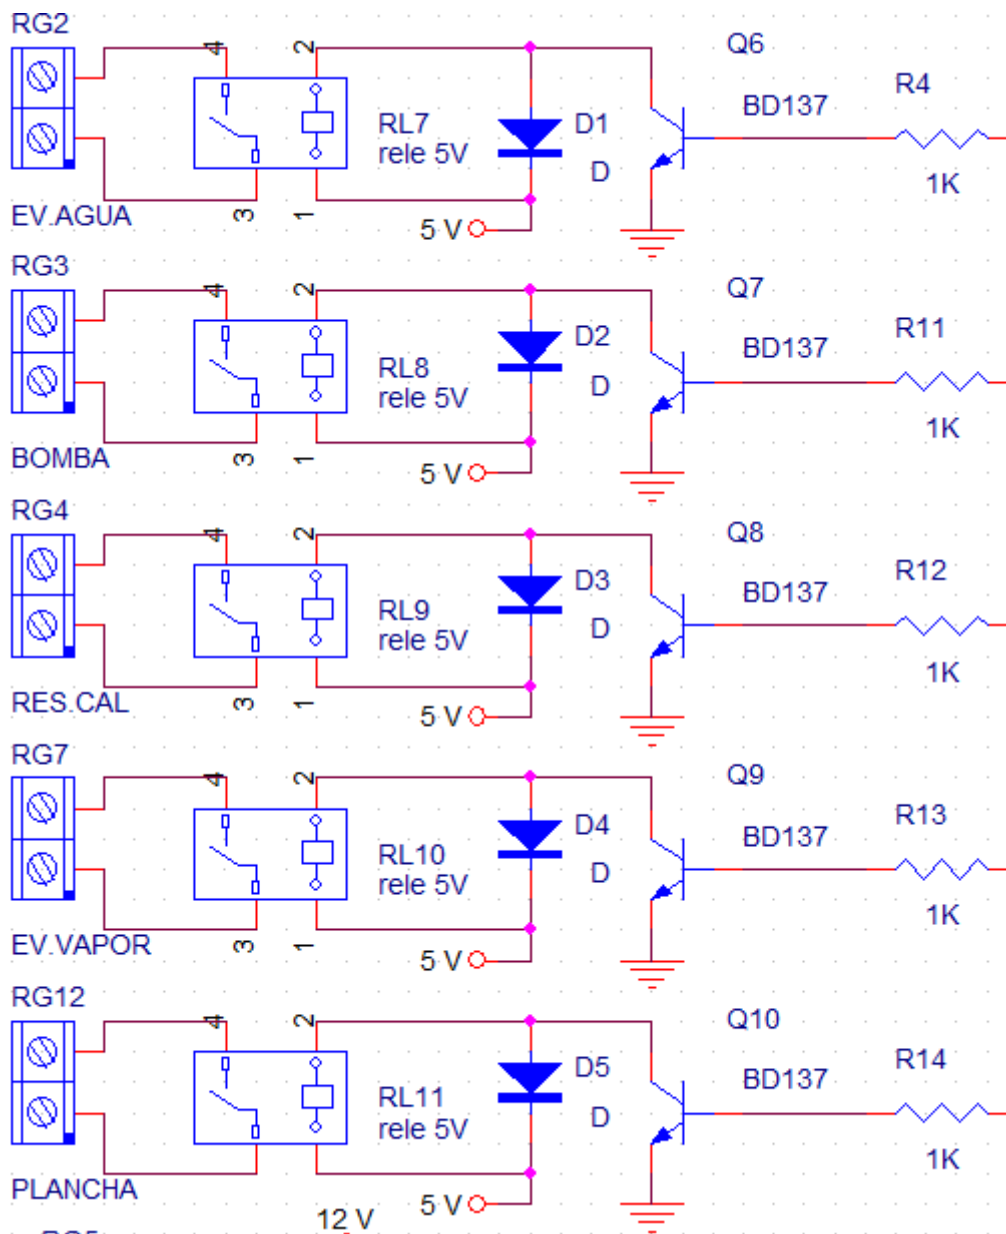 RG2
4
2
Q6
R4
BD137
RL7
rele 5V
D1
D
1K
EV.AGUA
3
1
5 V
RG3
4
2
Q7
R11
BD137
RL8
rele 5V
D2
D
1K
BOMBA
3
1
5 V
RG4
4
2
Q8
R12
BD137
RL9
rele 5V
D3
D
1K
RES.CAL
3
1
5 V
RG7
4
2
Q9
R13
BD137
RL10
rele 5V
D4
D
1K
EV.VAPOR
3
1
5 V
RG12
4
2
Q10
R14
BD137
RL11
rele 5V
D5
D
1K
PLANCHA
5 V
12 V